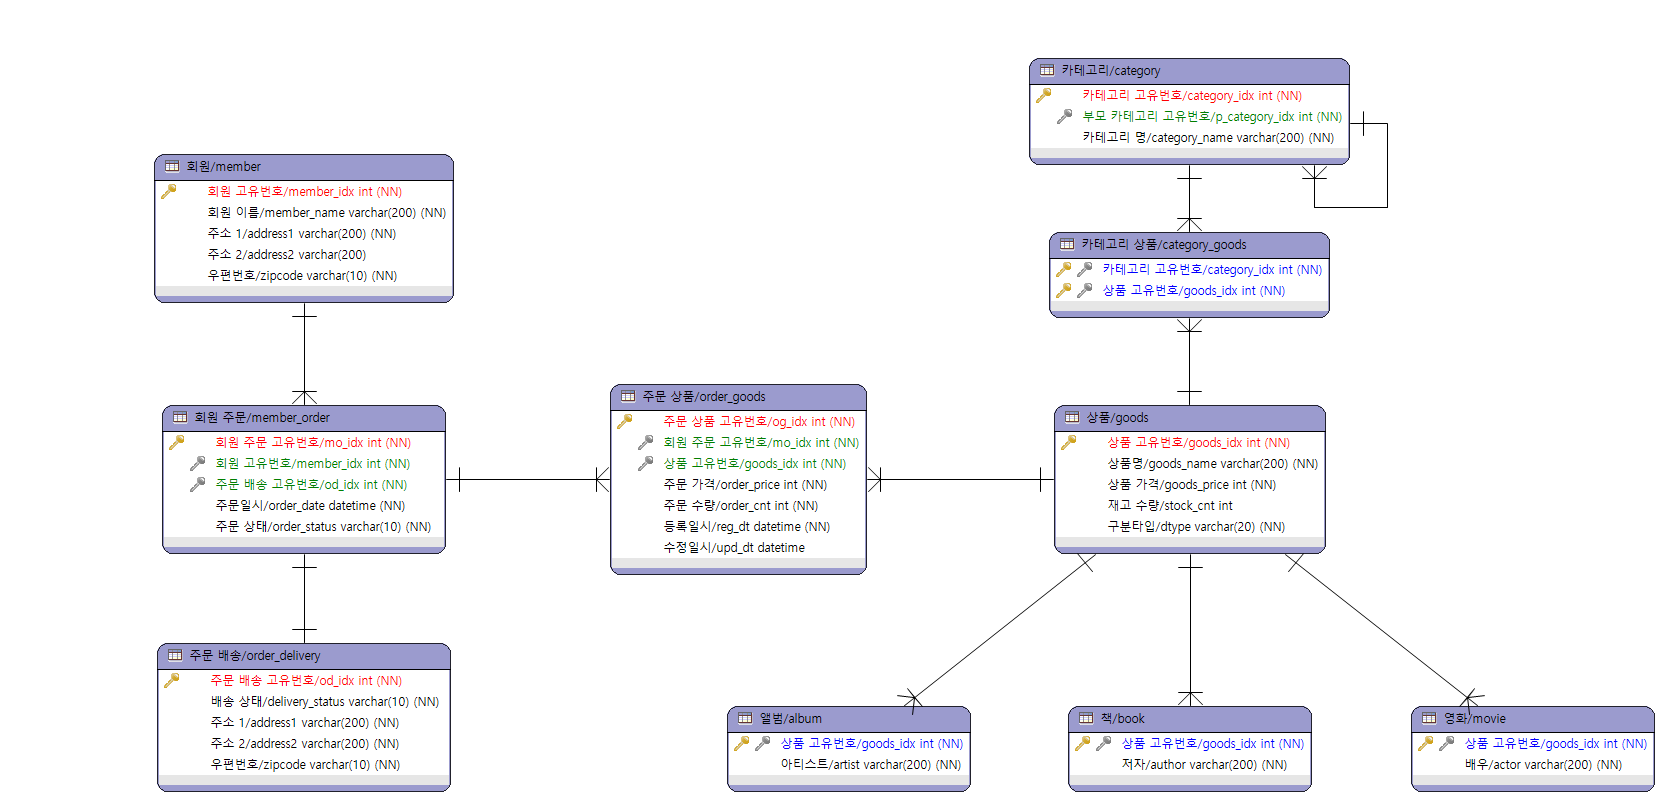 카테고리/category
카테고리 고유번호/category_idx int (NN)
부모 카테고리 고유번호/p_category_idx int (NN)
카테고리 명/category_name varchar(200) (NN)
회원/member
회원 고유번호/member_idx int (NN)
회원 이름/member_name varchar(200) (NN)
주소 1/address1 varchar(200) (NN)
주소 2/address2 varchar(200)
우편번호/zipcode varchar(10) (NN)
카테고리 상품/category_goods
카테고리 고유번호/category_idx int (NN)
상품 고유번호/goods_idx int (NN)
회원 주문/member_order
회원 주문 고유번호/mo_idx int (NN)
회원 고유번호/member_idx int (NN)
주문 배송 고유번호/od_idx int (NN)
주문일시/order_date datetime (NN)
주문 상태/order_status varchar(10) (NN)
주문 상품/order_goods
주문 상품 고유번호/og_idx int (NN)
회원 주문 고유번호/mo_idx int (NN)
상품 고유번호/goods_idx int (NN)
주문 가격/order_price int (NN)
주문 수량/order_cnt int (NN)
등록일시/reg_dt datetime (NN)
수정일시/upd_dt datetime
상품/goods
상품 고유번호/goods_idx int (NN)
상품명/goods_name varchar(200) (NN)
상품 가격/goods_price int (NN)
재고 수량/stock_cnt int
구분타입/dtype varchar(20) (NN)
주문 배송/order_delivery
주문 배송 고유번호/od_idx int (NN)
배송 상태/delivery_status varchar(10) (NN)
주소 1/address1 varchar(200) (NN)
주소 2/address2 varchar(200) (NN)
우편번호/zipcode varchar(10) (NN)
앨범/album
상품 고유번호/goods_idx int (NN)
아티스트/artist varchar(200) (NN)
책/book
상품 고유번호/goods_idx int (NN)
저자/author varchar(200) (NN)
영화/movie
상품 고유번호/goods_idx int (NN)
배우/actor varchar(200) (NN)